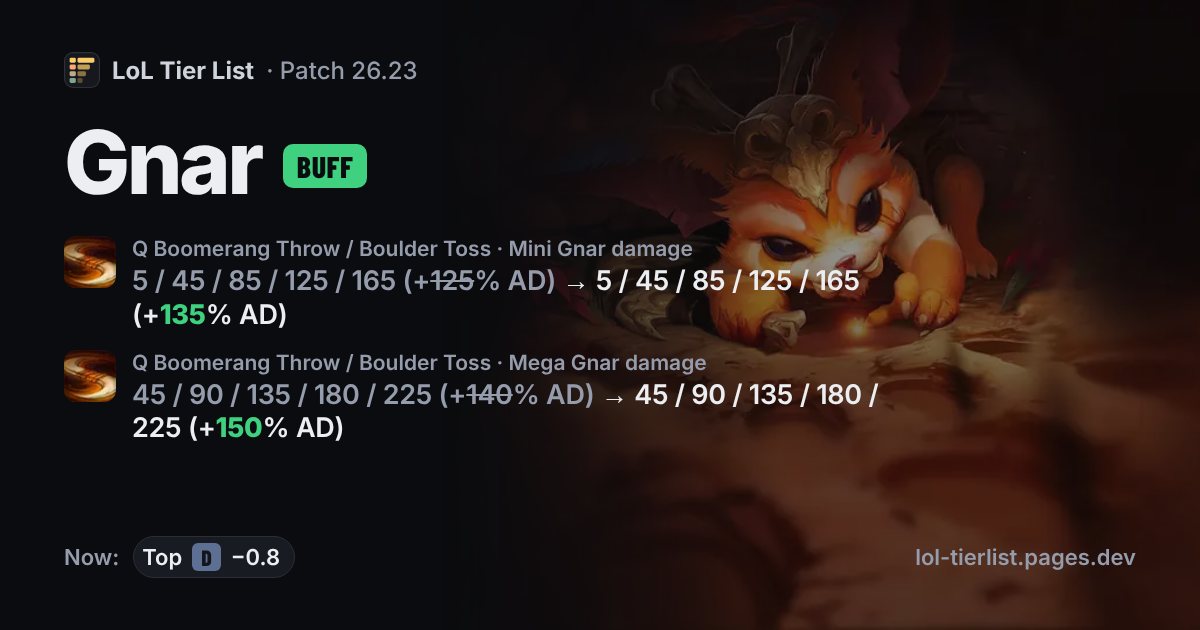 LoL Tier List · Patch 26.23
Gnar BUFF
Q Boomerang Throw / Boulder Toss · Mini Gnar damage
5 / 45 / 85 / 125 / 165 (+125% AD) → 5 / 45 / 85 / 125 / 165
(+135% AD)
Q Boomerang Throw / Boulder Toss · Mega Gnar damage
45 / 90 / 135 / 180 / 225 (+140% AD) → 45 / 90 / 135 / 180 /
225 (+150% AD)
Now: Top D −0.8
lol-tierlist.pages.dev